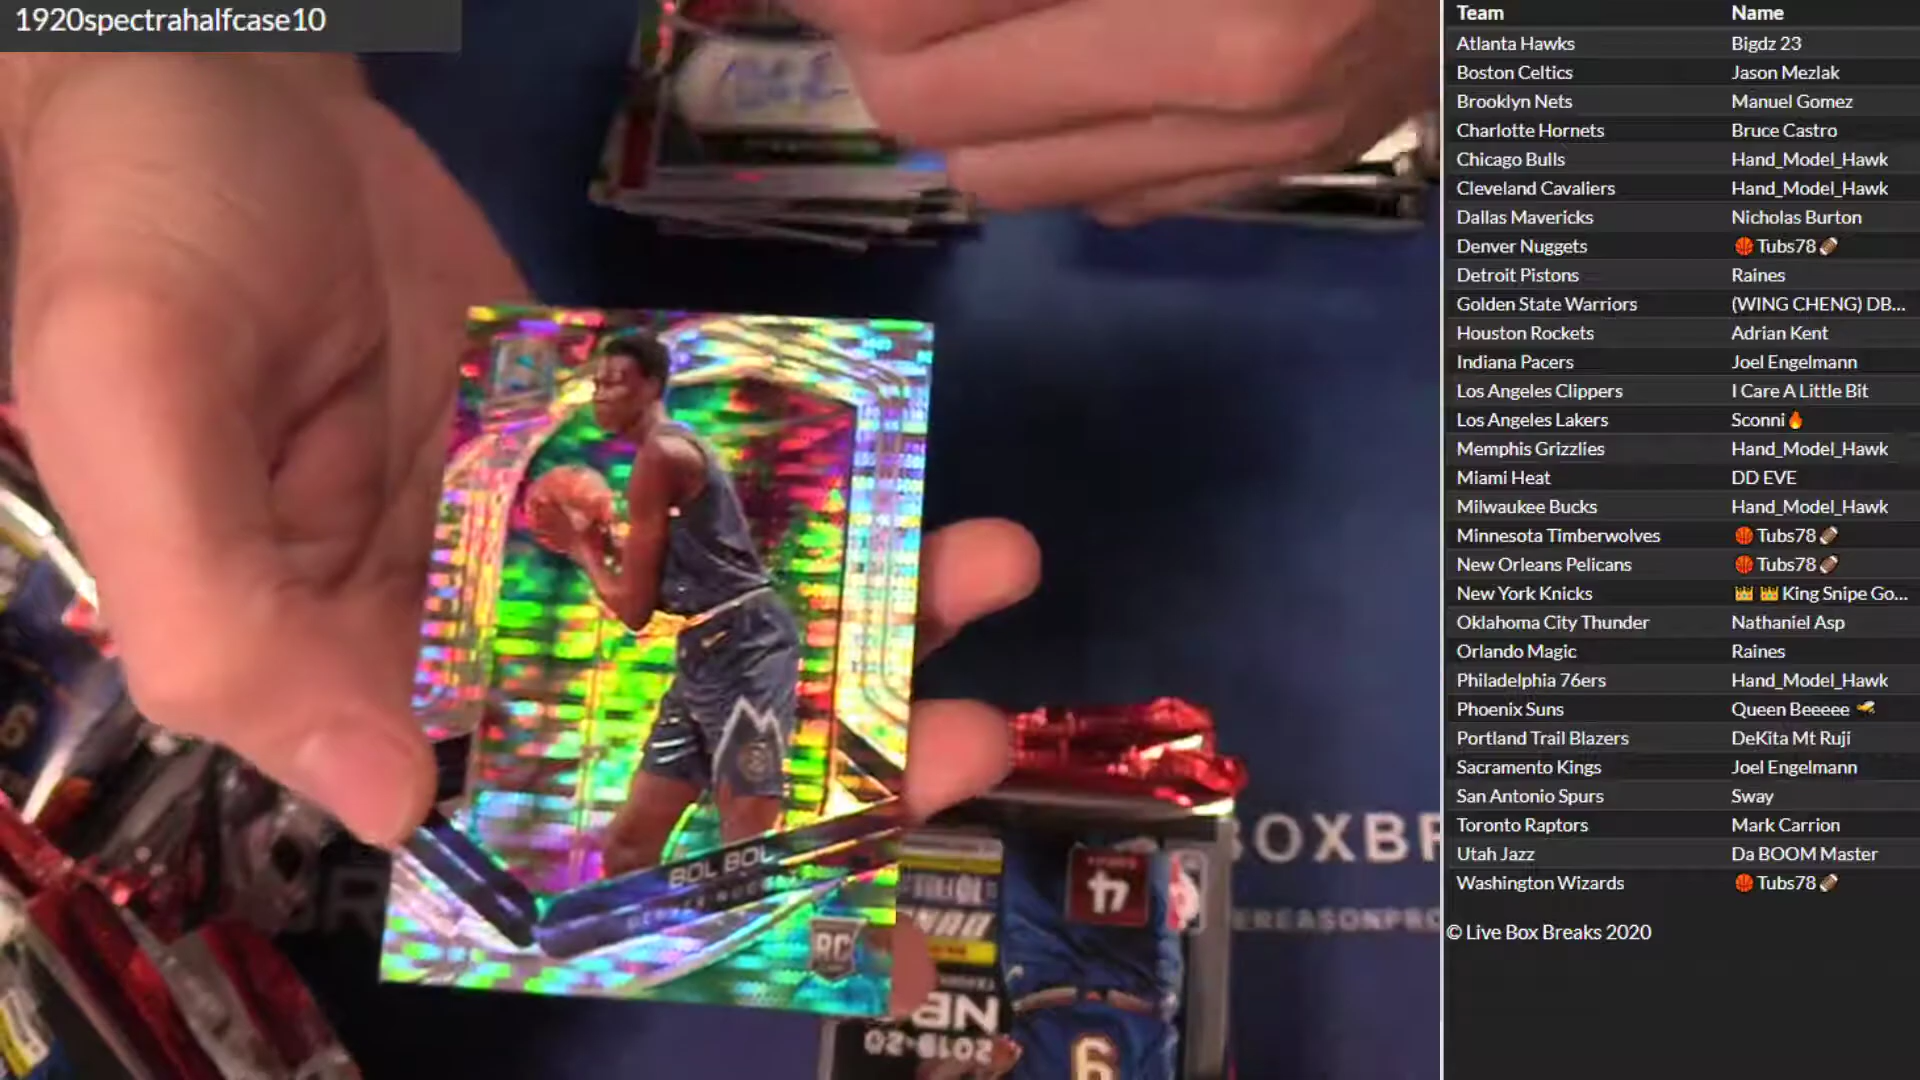 1920spectrahalfcase10
Team Name
Atlanta Hawks Bigdz 23
Boston Celtics Jason Mezlak
Brooklyn Nets Manuel Gomez
Charlotte Hornets Bruce Castro
Chicago Bulls Hand_Model_Hawk
Cleveland Cavaliers Hand_Model_Hawk
Dallas Mavericks Nicholas Burton
Denver Nuggets 🏀 Tubs78🏈
Detroit Pistons Raines
Golden State Warriors (WING CHENG) DB...
Houston Rockets Adrian Kent
Indiana Pacers Joel Engelmann
Los Angeles Clippers I Care A Little Bit
Los Angeles Lakers Sconni🔥
Memphis Grizzlies Hand_Model_Hawk
Miami Heat DD EVE
Milwaukee Bucks Hand_Model_Hawk
Minnesota Timberwolves 🏀 Tubs78🏈
New Orleans Pelicans 🏀 Tubs78🏈
New York Knicks 👑 👑 King Snipe Go...
Oklahoma City Thunder Nathaniel Asp
Orlando Magic Raines
Philadelphia 76ers Hand_Model_Hawk
Phoenix Suns Queen Beeeee 🐝
Portland Trail Blazers DeKita Mt Ruji
Sacramento Kings Joel Engelmann
San Antonio Spurs Sway
Toronto Raptors Mark Carrion
Utah Jazz Da BOOM Master
Washington Wizards 🏀 Tubs78🏈
© Live Box Breaks 2020
BOL BOL
RC
44
BOXBR
EREASONPRO
2019-20
6